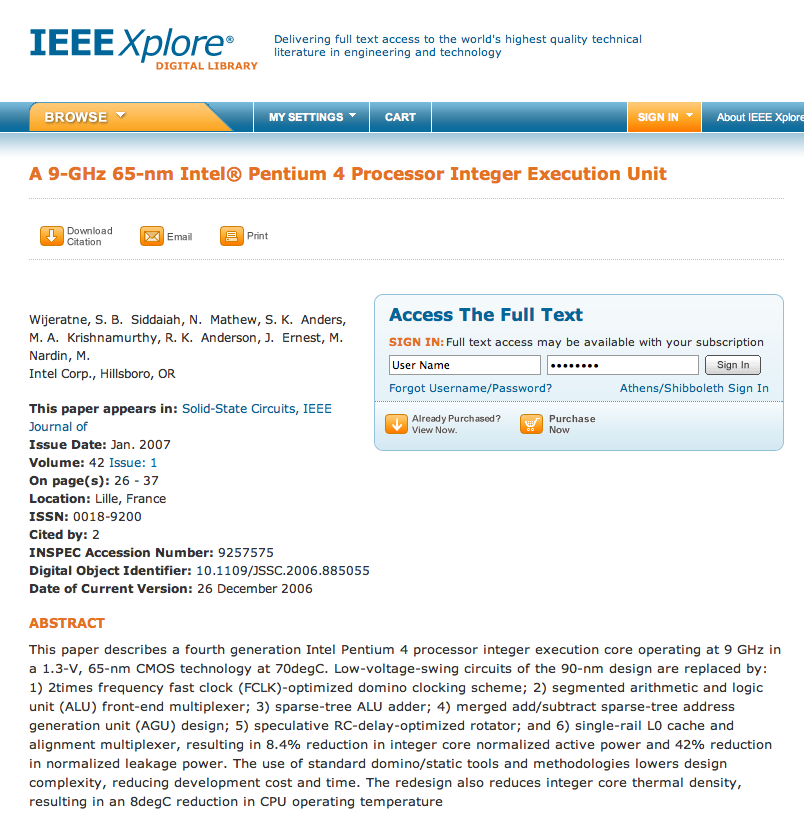 IEEE Xplore®
DIGITAL LIBRARY
Delivering full text access to the world's highest quality technical
literature in engineering and technology
BROWSE
MY SETTINGS
CART
SIGN IN
About IEEE Xplore
A 9-GHz 65-nm Intel® Pentium 4 Processor Integer Execution Unit
Download
Citation
Email
Print
Wijeratne, S. B. Siddaiah, N. Mathew, S. K. Anders,
M. A. Krishnamurthy, R. K. Anderson, J. Ernest, M.
Nardin, M.
Intel Corp., Hillsboro, OR
This paper appears in: Solid-State Circuits, IEEE
Journal of
Issue Date: Jan. 2007
Volume: 42 Issue: 1
On page(s): 26 - 37
Location: Lille, France
ISSN: 0018-9200
Cited by: 2
INSPEC Accession Number: 9257575
Digital Object Identifier: 10.1109/JSSC.2006.885055
Date of Current Version: 26 December 2006
Access The Full Text
SIGN IN: Full text access may be available with your subscription
User Name
••••••••
Sign In
Forgot Username/Password?
Athens/Shibboleth Sign In
Already Purchased?
View Now.
Purchase
Now
ABSTRACT
This paper describes a fourth generation Intel Pentium 4 processor integer execution core operating at 9 GHz in
a 1.3-V, 65-nm CMOS technology at 70degC. Low-voltage-swing circuits of the 90-nm design are replaced by:
1) 2times frequency fast clock (FCLK)-optimized domino clocking scheme; 2) segmented arithmetic and logic
unit (ALU) front-end multiplexer; 3) sparse-tree ALU adder; 4) merged add/subtract sparse-tree address
generation unit (AGU) design; 5) speculative RC-delay-optimized rotator; and 6) single-rail L0 cache and
alignment multiplexer, resulting in 8.4% reduction in integer core normalized active power and 42% reduction
in normalized leakage power. The use of standard domino/static tools and methodologies lowers design
complexity, reducing development cost and time. The redesign also reduces integer core thermal density,
resulting in an 8degC reduction in CPU operating temperature